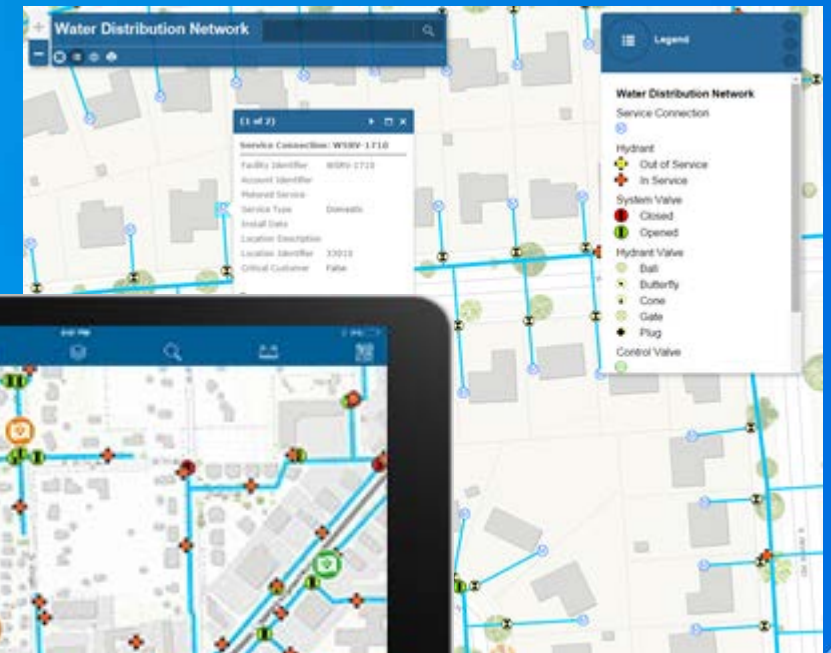 Water Distribution Network
(1 of 2)
Service Connection: WSRV-1710
Facility Identifier WSRV-1710
Account Identifier
Metered Service
Service Type Domestic
Install Date
Location Description
Location Identifier
Critical Customer False
Legend
Water Distribution Network
Service Connection
Hydrant
Out of Service
In Service
System Valve
Closed
Opened
Hydrant Valve
Ball
Butterfly
Cone
Gate
Plug
Control Valve